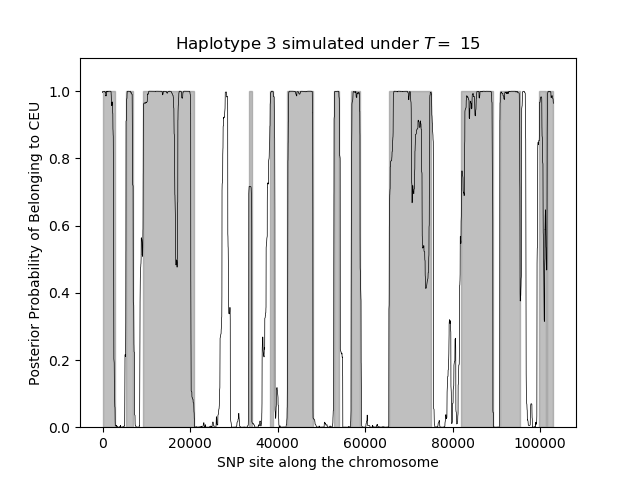 Haplotype 3 simulated under T = 15
Posterior Probability of Belonging to CEU
1.0
0.8
0.6
0.4
0.2
0.0
0 20000 40000 60000 80000 100000
SNP site along the chromosome